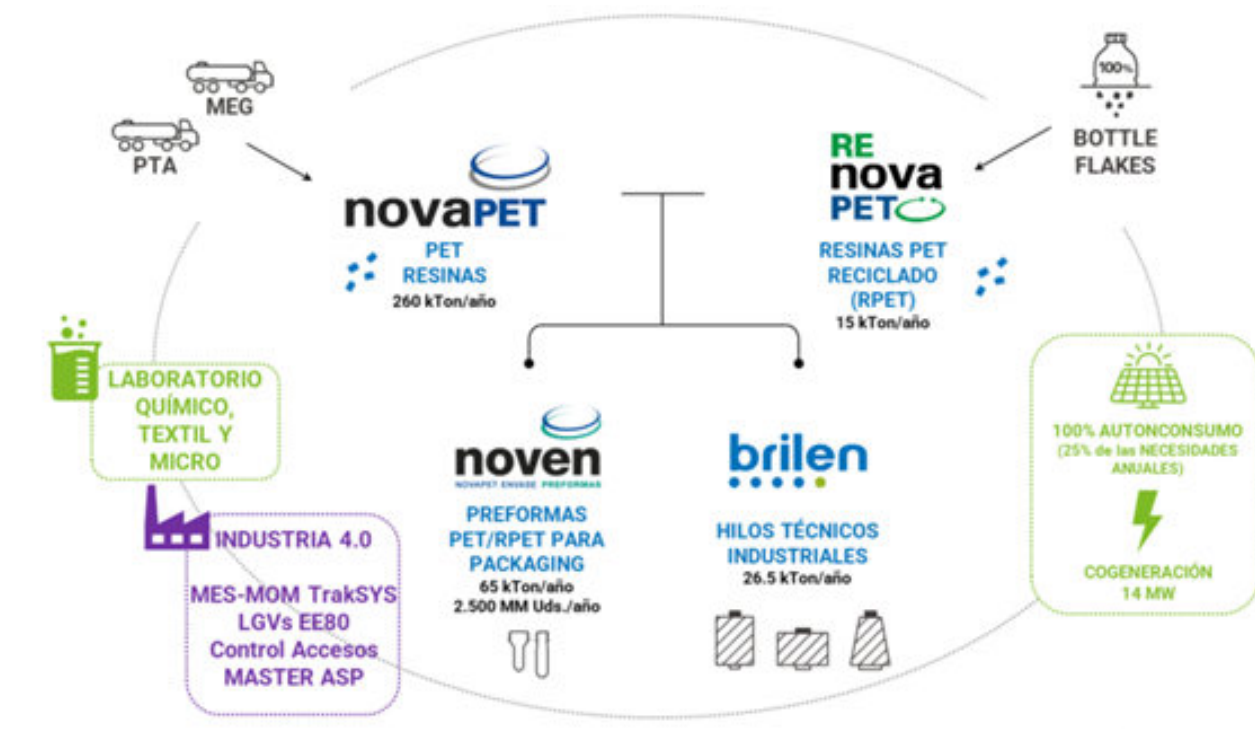 MEG
PTA
100%
BOTTLE
FLAKES
novaPET
PET
RESINAS
260 kTon/año
RE
nova
PET
RESINAS PET
RECICLADO
(RPET)
15 kTon/año
LABORATORIO
QUÍMICO,
TEXTIL Y
MICRO
INDUSTRIA 4.0
MES-MOM TrakSYS
LGVs EE80
Control Accesos
MASTER ASP
noven
NOVAPET ENVASE PREFORMAS
PREFORMAS
PET/RPET PARA
PACKAGING
65 kTon/año
2.500 MM Uds./año
brilen
HILOS TÉCNICOS
INDUSTRIALES
26.5 kTon/año
100% AUTONCONSUMO
(25% de las NECESIDADES
ANUALES)
COGENERACIÓN
14 MW